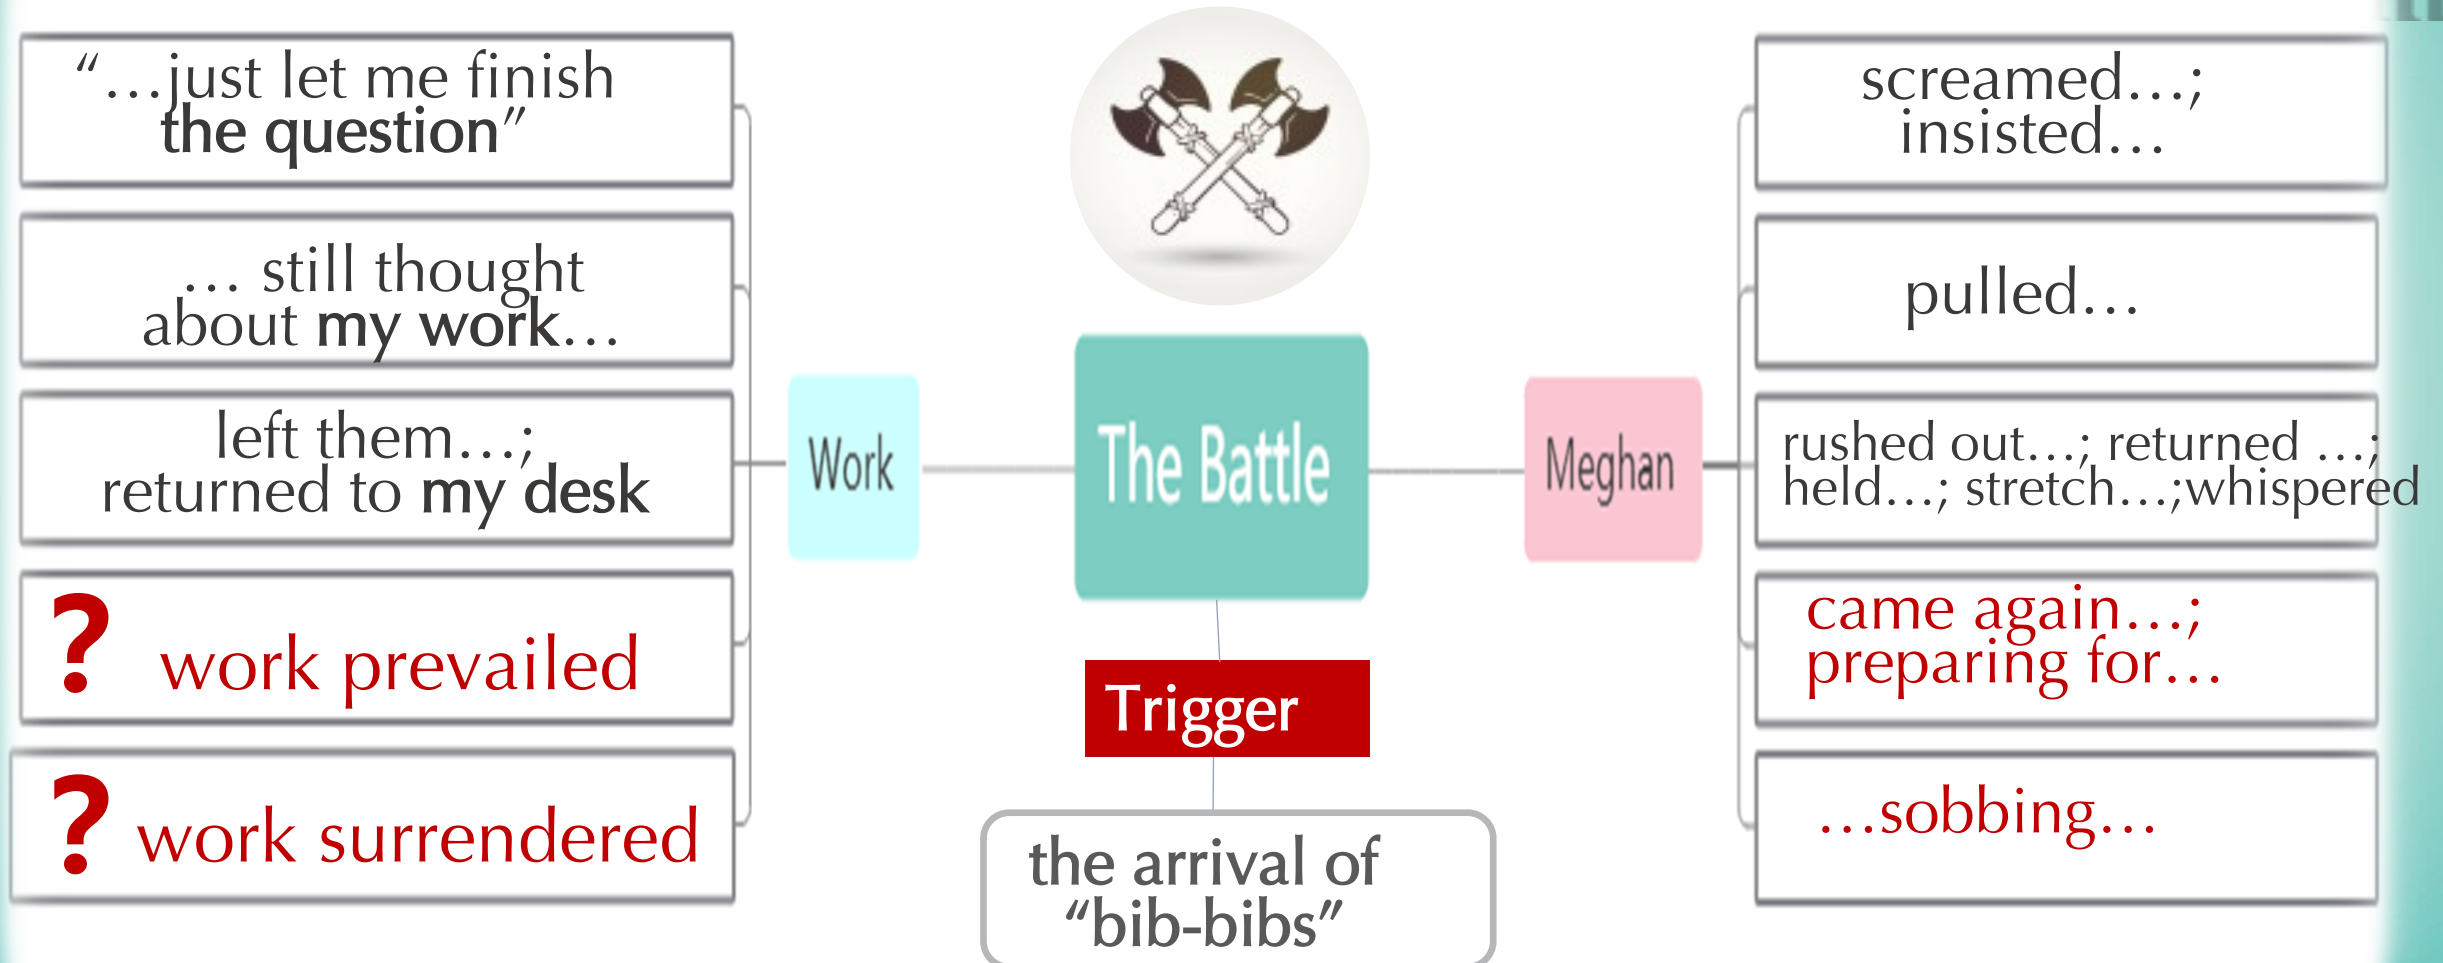 “…just let me finish
the question”
… still thought
about my work…
left them…;
returned to my desk
? work prevailed
? work surrendered
Work
The Battle
Trigger
the arrival of
“bib-bibs”
Meghan
screamed…;
insisted…
pulled…
rushed out…; returned …;
held…; stretch…;whispered
came again…;
preparing for…
…sobbing…